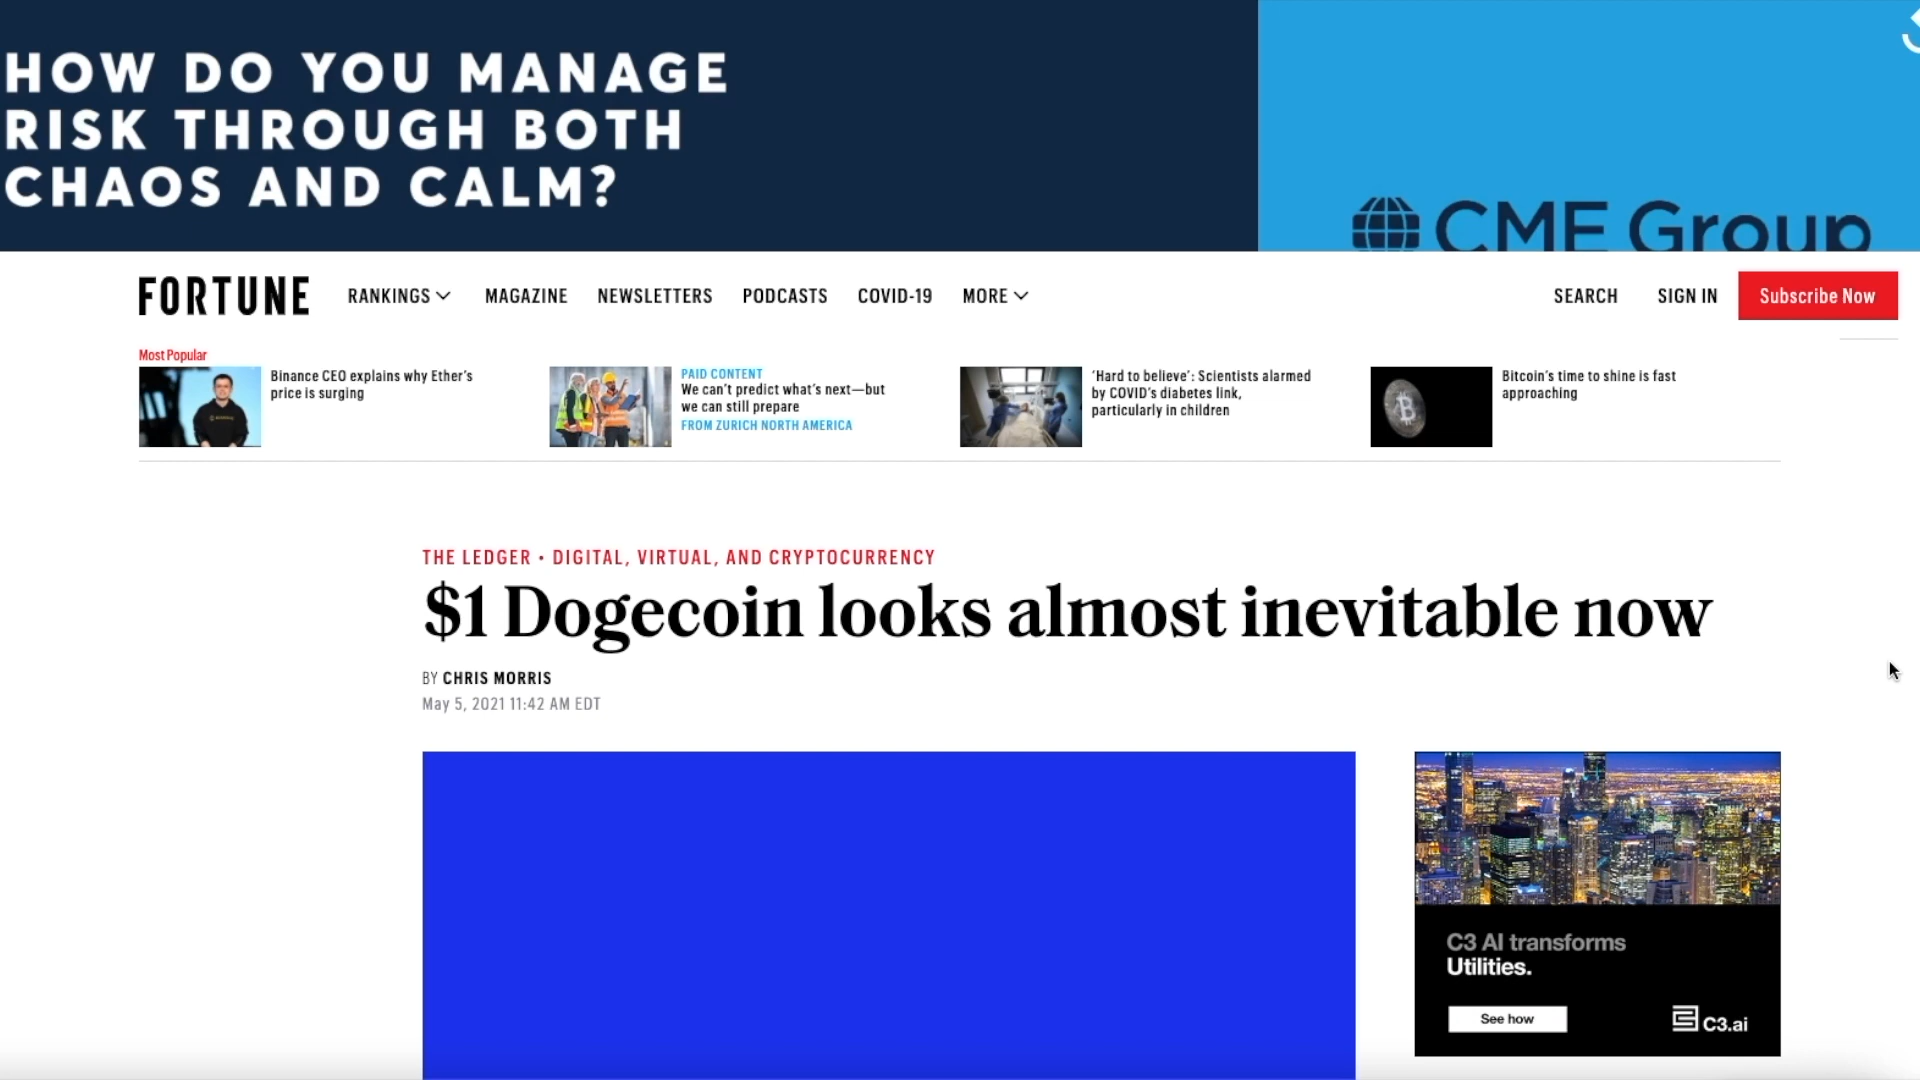 HOW DO YOU MANAGE
RISK THROUGH BOTH
CHAOS AND CALM?
CME Group
FORTUNE
RANKINGS
MAGAZINE
NEWSLETTERS
PODCASTS
COVID-19
MORE
SEARCH
SIGN IN
Subscribe Now
Most Popular
Binance CEO explains why Ether's
price is surging
PAID CONTENT
We can't predict what's next—but
we can still prepare
FROM ZURICH NORTH AMERICA
'Hard to believe': Scientists alarmed
by COVID's diabetes link,
particularly in children
Bitcoin's time to shine is fast
approaching
THE LEDGER • DIGITAL, VIRTUAL, AND CRYPTOCURRENCY
$1 Dogecoin looks almost inevitable now
BY CHRIS MORRIS
May 5, 2021 11:42 AM EDT
C3 AI transforms
Utilities.
See how
C3.ai